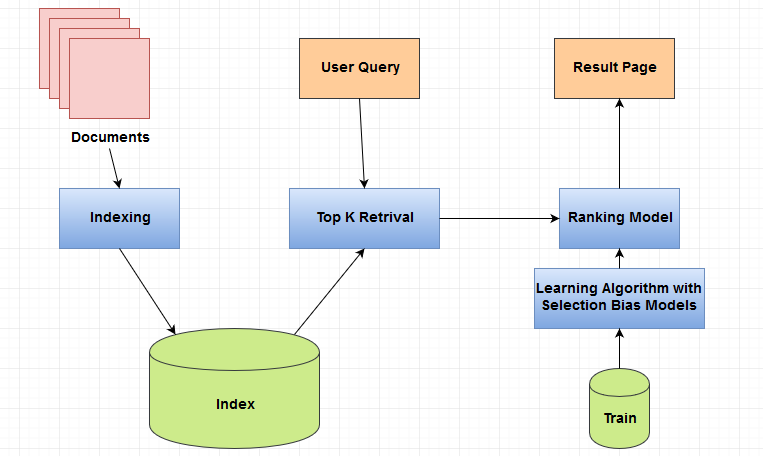 User Query
Result Page
Documents
Indexing
Top K Retrival
Ranking Model
Learning Algorithm with
Selection Bias Models
Index
Train